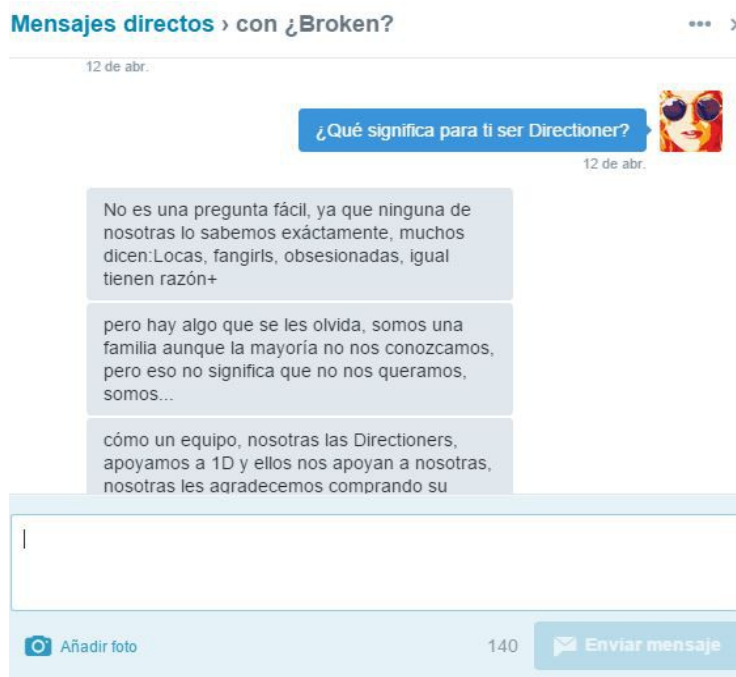 Mensajes directos › con ¿Broken?
12 de abr.
¿Qué significa para ti ser Directioner?
12 de abr.
No es una pregunta fácil, ya que ninguna de
nosotras lo sabemos exáctamente, muchos
dicen:Locas, fangirls, obsesionadas, igual
tienen razón+
pero hay algo que se les olvida, somos una
familia aunque la mayoría no nos conozcamos,
pero eso no significa que no nos queramos,
somos...
cómo un equipo, nosotras las Directioners,
apoyamos a 1D y ellos nos apoyan a nosotras,
nosotras les agradecemos comprando su
Añadir foto
140
Enviar mensaje